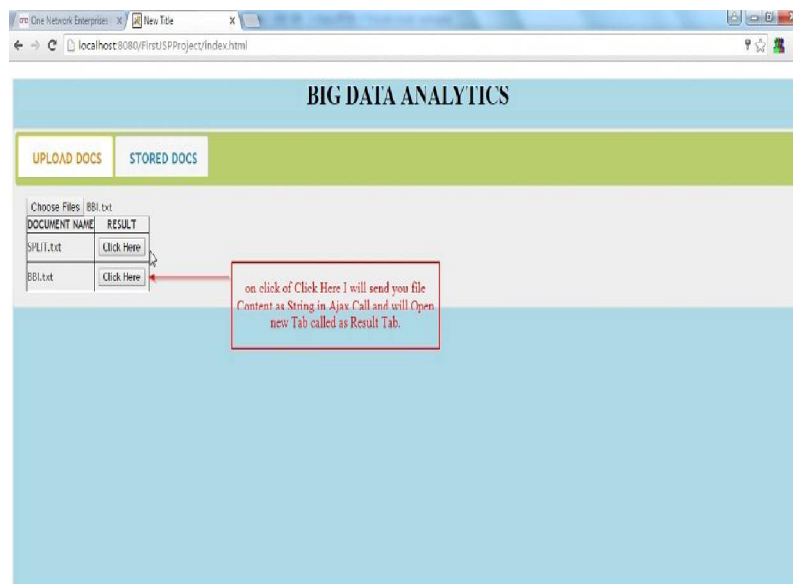 One Network Enterprises
New Title
localhost:8080/FirstJSPProject/index.html
BIG DATA ANALYTICS
UPLOAD DOCS STORED DOCS
Choose Files BBI.txt
DOCUMENT NAME RESULT
SPLIT.txt Click Here
BBI.txt Click Here
on click of Click Here I will send you file
Content as String in Ajax Call and will Open
new Tab called as Result Tab.